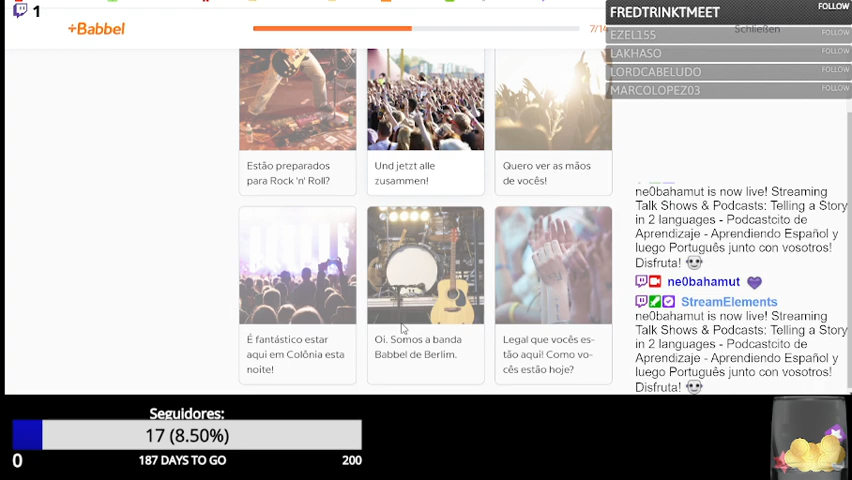 1
+Babbel
7/14
Schließen
FREDTRINKTMEET
FOLLOW
EZEL155
FOLLOW
LAKHASO
FOLLOW
LORDCABELUDO
FOLLOW
MARCOLOPEZ03
FOLLOW
Estão preparados
para Rock 'n' Roll?
Und jetzt alle
zusammen!
Quero ver as mãos
de vocês!
É fantástico estar
aqui em Colônia esta
noite!
Oi. Somos a banda
Babbel de Berlim.
Legal que vocês es-
tão aqui! Como vo-
cês estão hoje?
ne0bahamut is now live! Streaming
Talk Shows & Podcasts: Telling a Story
in 2 languages - Podcastcito de
Aprendizaje - Aprendiendo Español y
luego Português junto con vosotros!
Disfruta!
ne0bahamut
StreamElements
ne0bahamut is now live! Streaming
Talk Shows & Podcasts: Telling a Story
in 2 languages - Podcastcito de
Aprendizaje - Aprendiendo Español y
luego Português junto con vosotros!
Disfruta!
Seguidores:
17 (8.50%)
0
187 DAYS TO GO
200